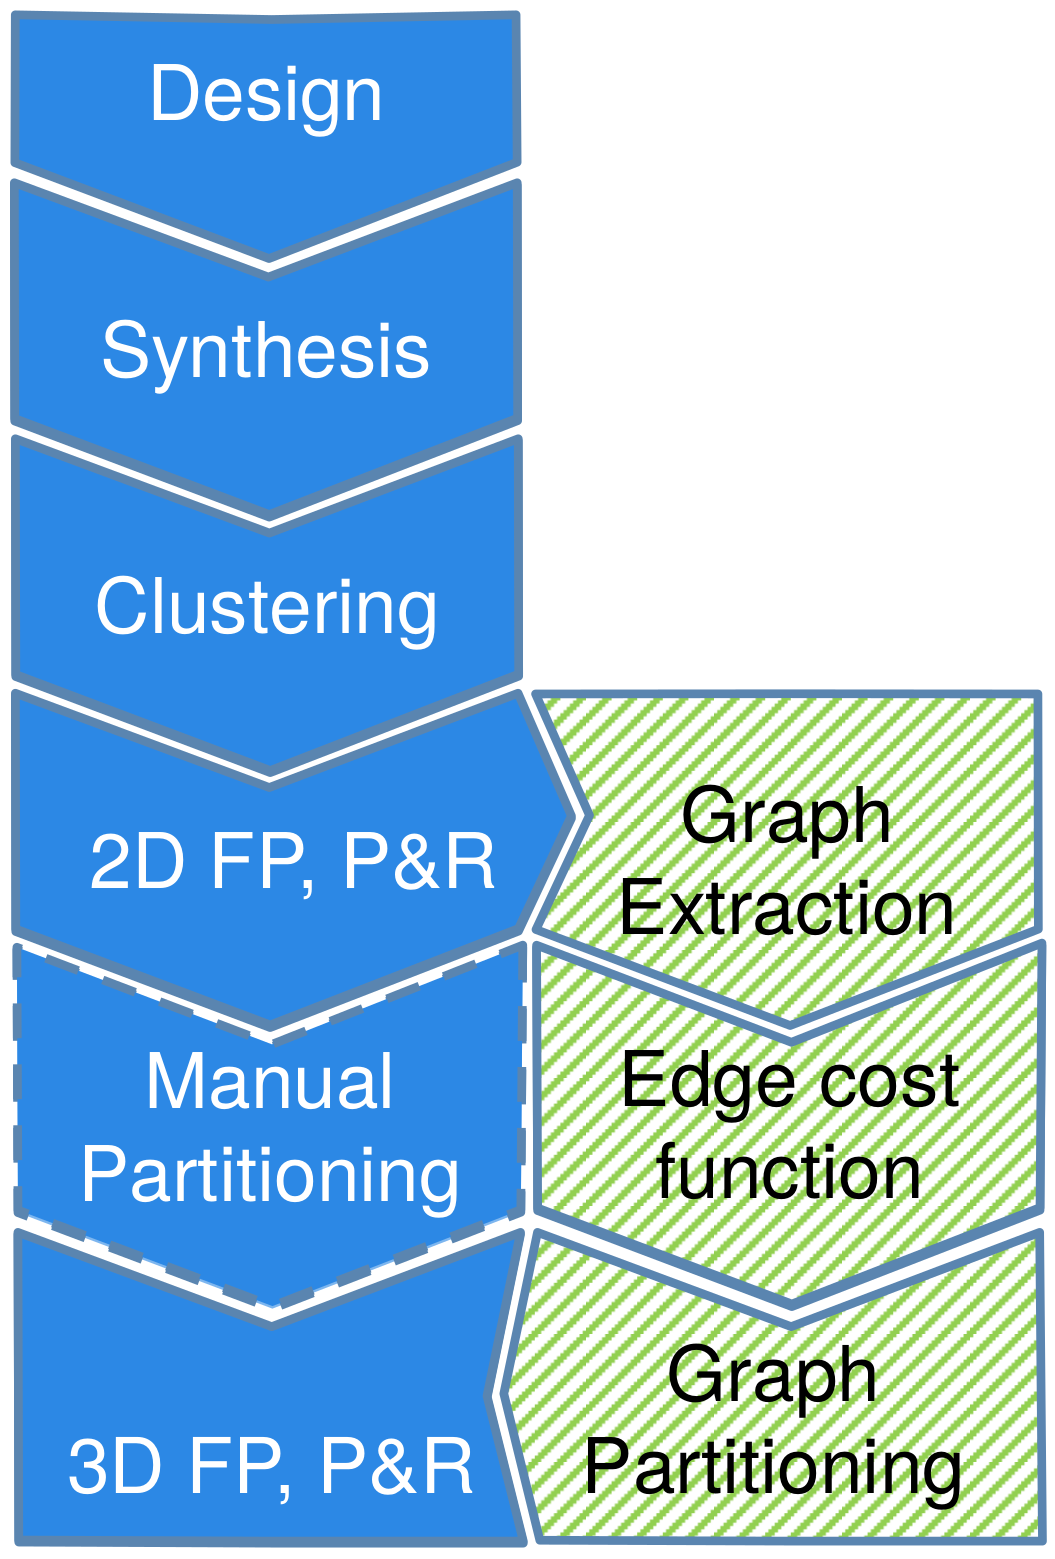 Design
Synthesis
Clustering
2D FP, P&R
Graph
Extraction
Manual
Partitioning
Edge cost
function
3D FP, P&R
Graph
Partitioning